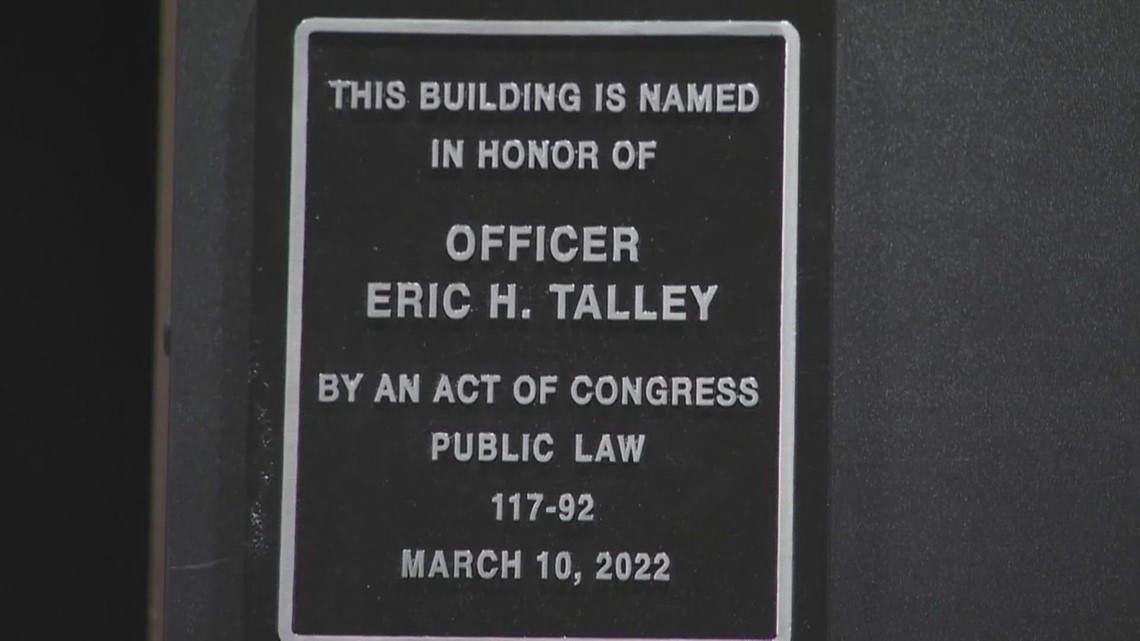 THIS BUILDING IS NAMED
IN HONOR OF
OFFICER
ERIC H. TALLEY
BY AN ACT OF CONGRESS
PUBLIC LAW
117-92
MARCH 10, 2022